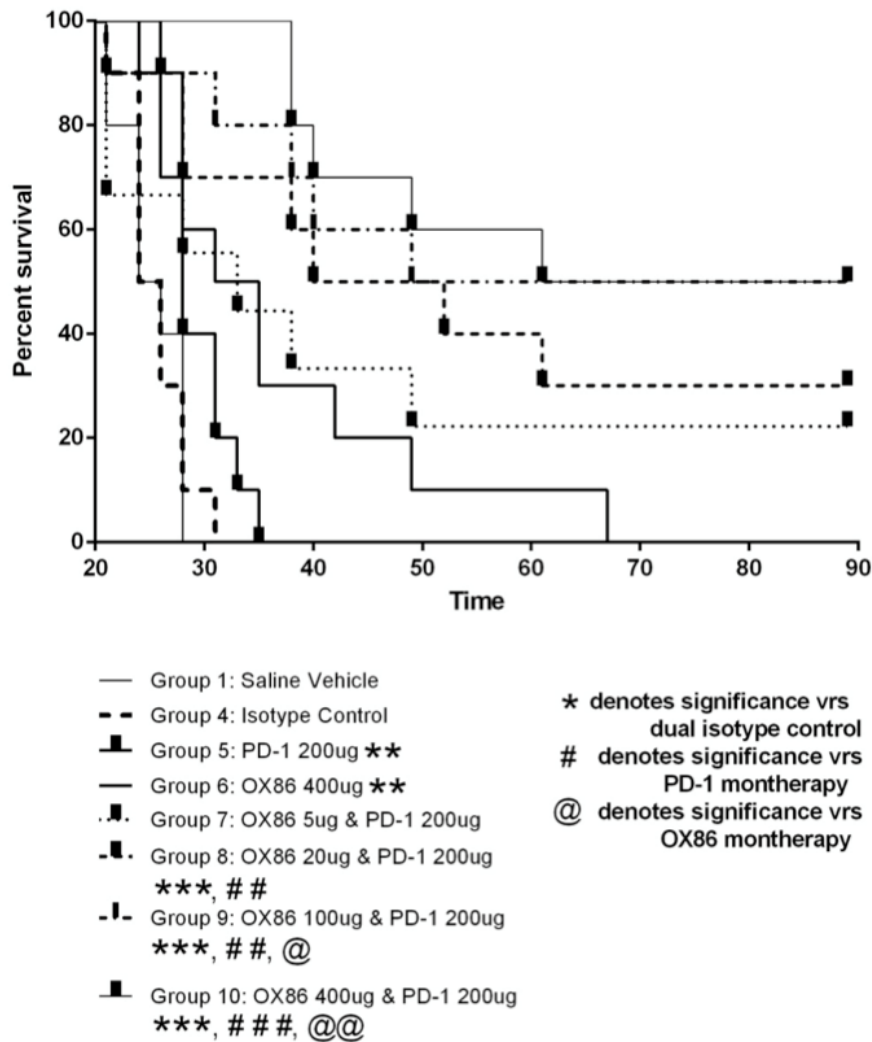 100
80
60
40
20
0
Percent survival
20 30 40 50 60 70 80 90
Time
Group 1: Saline Vehicle
Group 4: Isotype Control
Group 5: PD-1 200ug **
Group 6: OX86 400ug **
Group 7: OX86 5ug & PD-1 200ug
Group 8: OX86 20ug & PD-1 200ug
***, ##
Group 9: OX86 100ug & PD-1 200ug
***, ##, @
Group 10: OX86 400ug & PD-1 200ug
***, ###, @@
* denotes significance vrs
dual isotype control
# denotes significance vrs
PD-1 montherapy
@ denotes significance vrs
OX86 montherapy